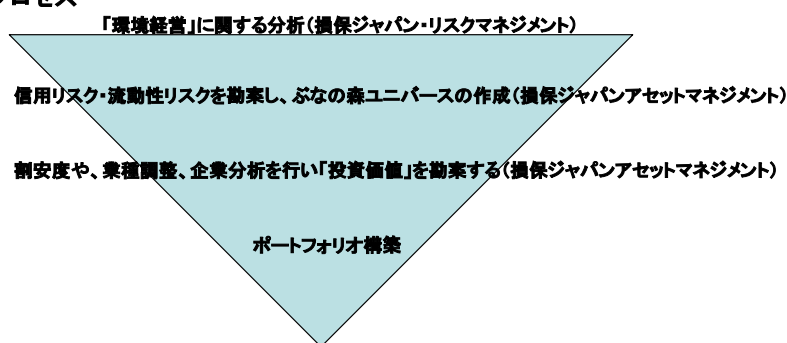 ロセス
「環境経営」に関する分析(損保ジャパン・リスクマネジメント)
信用リスク・流動性リスクを勘案し、ぶなの森ユニバースの作成(損保ジャパンアセットマネジメント)
割安度や、業種調整、企業分析を行い「投資価値」を勘案する(損保ジャパンアセットマネジメント)
ポートフォリオ構築